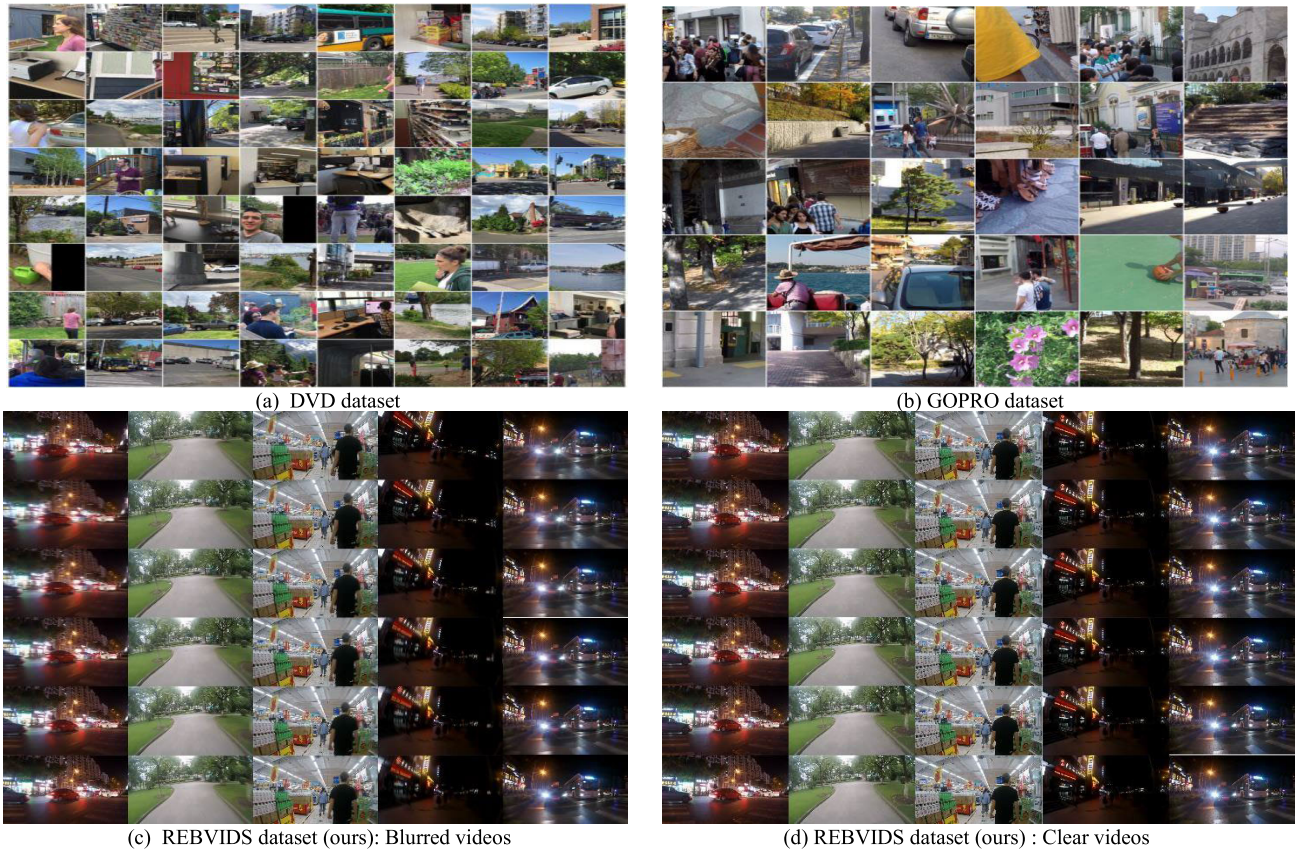 (a) DVD dataset
(b) GOPRO dataset
(c) REBVIDS dataset (ours): Blurred videos
(d) REBVIDS dataset (ours) : Clear videos